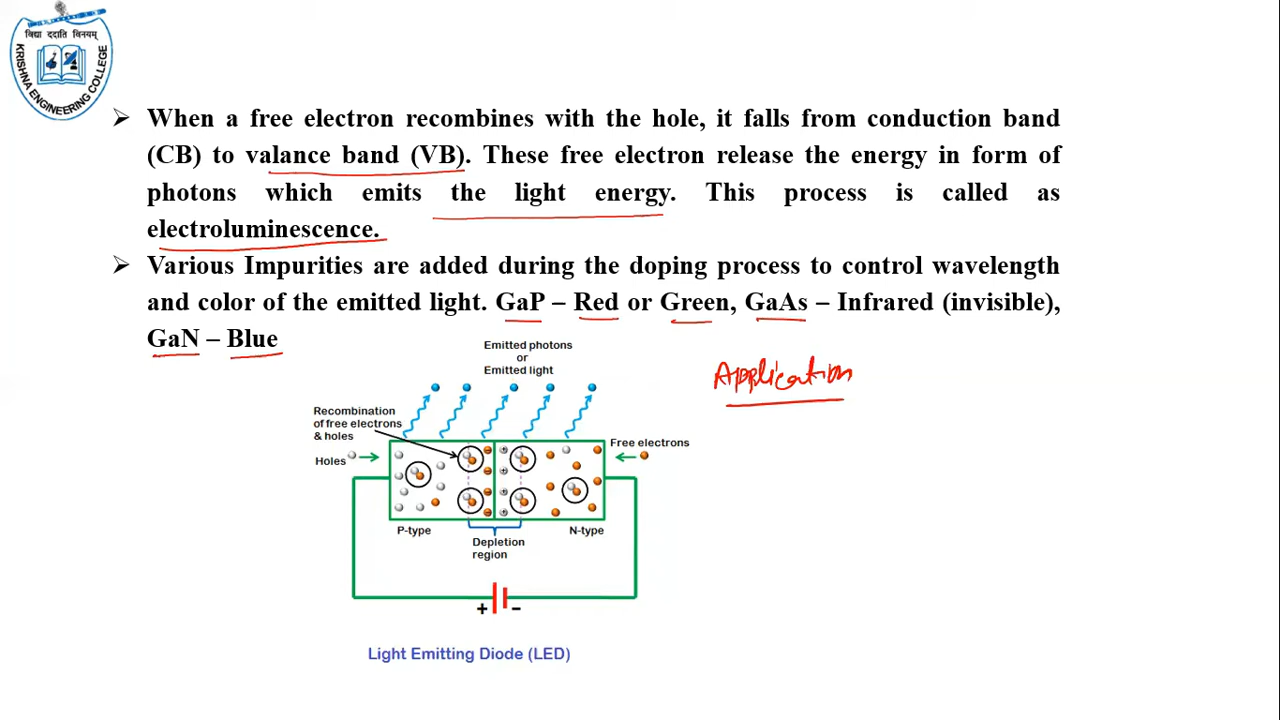 विद्या ददाति विनयम्
KRISHNA ENGINEERING COLLEGE
➢ When a free electron recombines with the hole, it falls from conduction band
(CB) to valance band (VB). These free electron release the energy in form of
photons which emits the light energy. This process is called as
electroluminescence.
➢ Various Impurities are added during the doping process to control wavelength
and color of the emitted light. GaP – Red or Green, GaAs – Infrared (invisible),
GaN – Blue
Emitted photons
or
Emitted light
Application
Recombination
of free electrons
& holes
Holes
Free electrons
P-type
Depletion
region
N-type
+ –
Light Emitting Diode (LED)